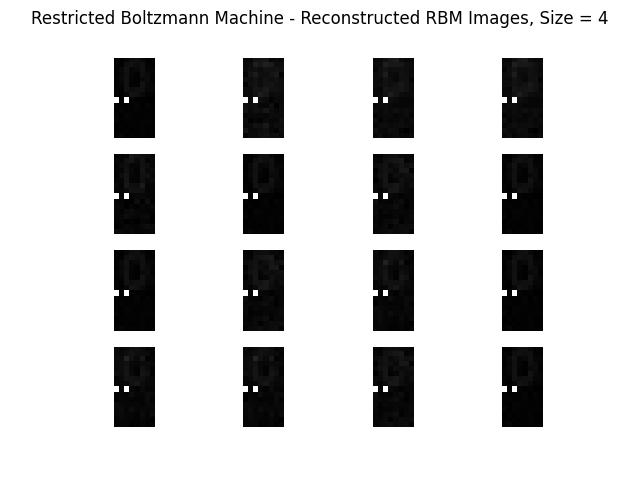 Restricted Boltzmann Machine - Reconstructed RBM Images, Size = 4